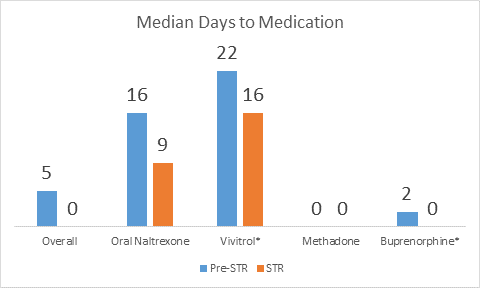 Median Days to Medication
22
16
16
9
5
0
0
0
2
0
Overall
Oral Naltrexone
Vivitrol*
Methadone
Buprenorphine*
Pre-STR
STR